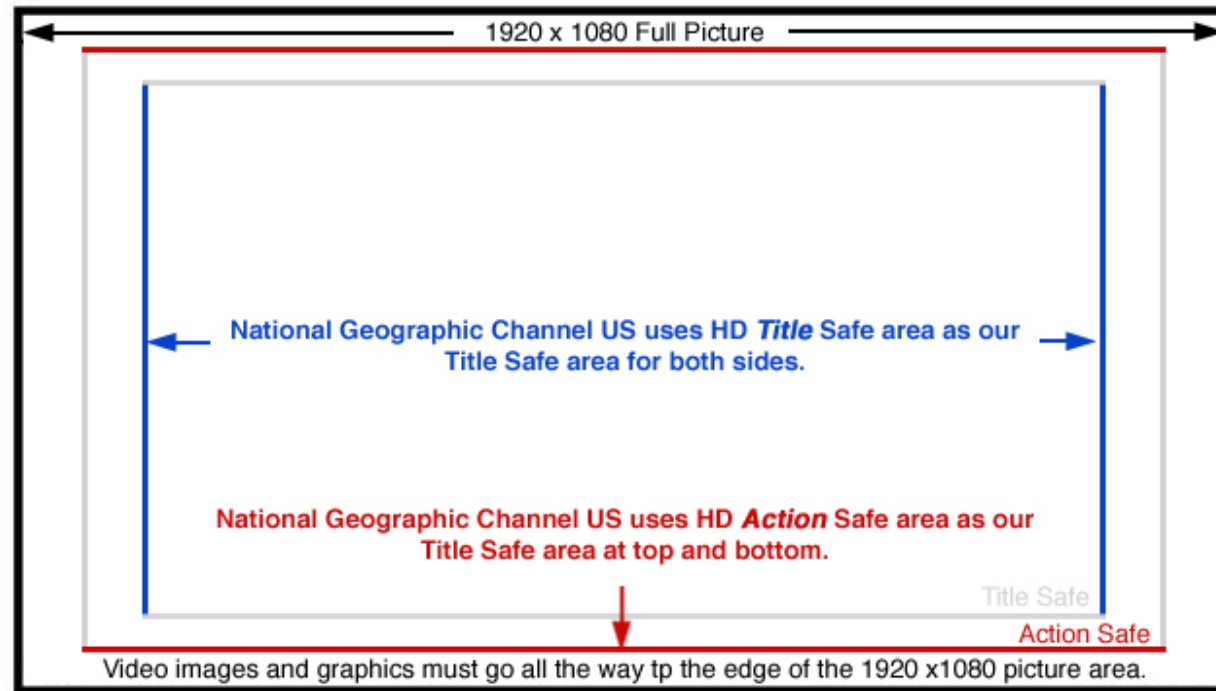 1920 x 1080 Full Picture
National Geographic Channel US uses HD Title Safe area as our
Title Safe area for both sides.
National Geographic Channel US uses HD Action Safe area as our
Title Safe area at top and bottom.
Title Safe
Action Safe
Video images and graphics must go all the way tp the edge of the 1920 x1080 picture area.